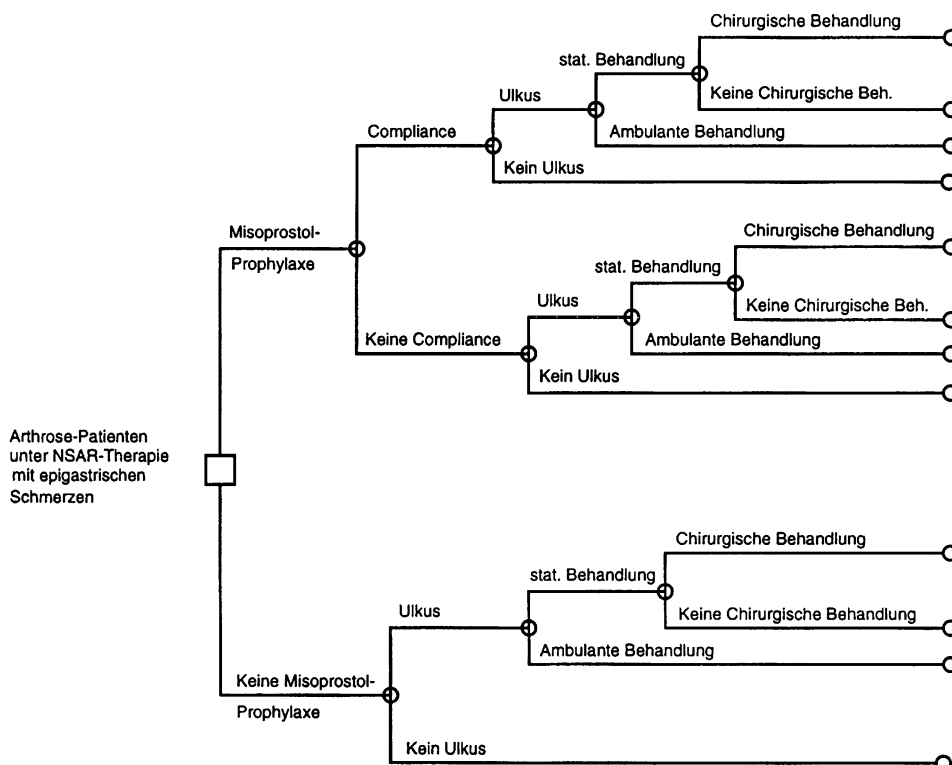 Chirurgische Behandlung
stat. Behandlung
Keine Chirurgische Beh.
Ulkus
Compliance
Ambulante Behandlung
Kein Ulkus
Misoprostol-
Prophylaxe
Chirurgische Behandlung
stat. Behandlung
Keine Chirurgische Beh.
Ulkus
Keine Compliance
Ambulante Behandlung
Kein Ulkus
Arthrose-Patienten
unter NSAR-Therapie
mit epigastrischen
Schmerzen
Chirurgische Behandlung
stat. Behandlung
Keine Chirurgische Behandlung
Ulkus
Ambulante Behandlung
Keine Misoprostol-
Prophylaxe
Kein Ulkus